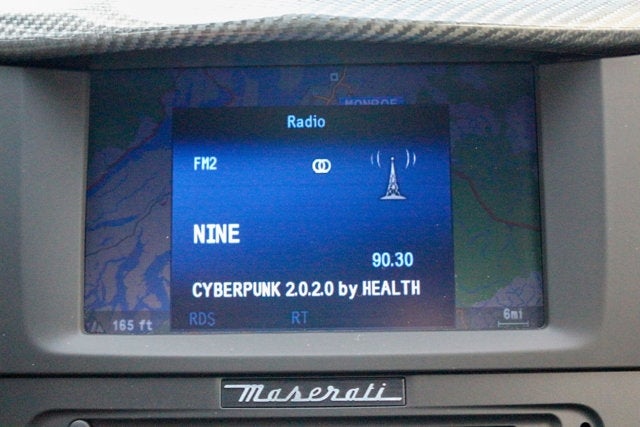 MONROE
Radio
FM2
NINE
90.30
CYBERPUNK 2.0.2.0 by HEALTH
RDS RT
165 ft 6mi
Maserati